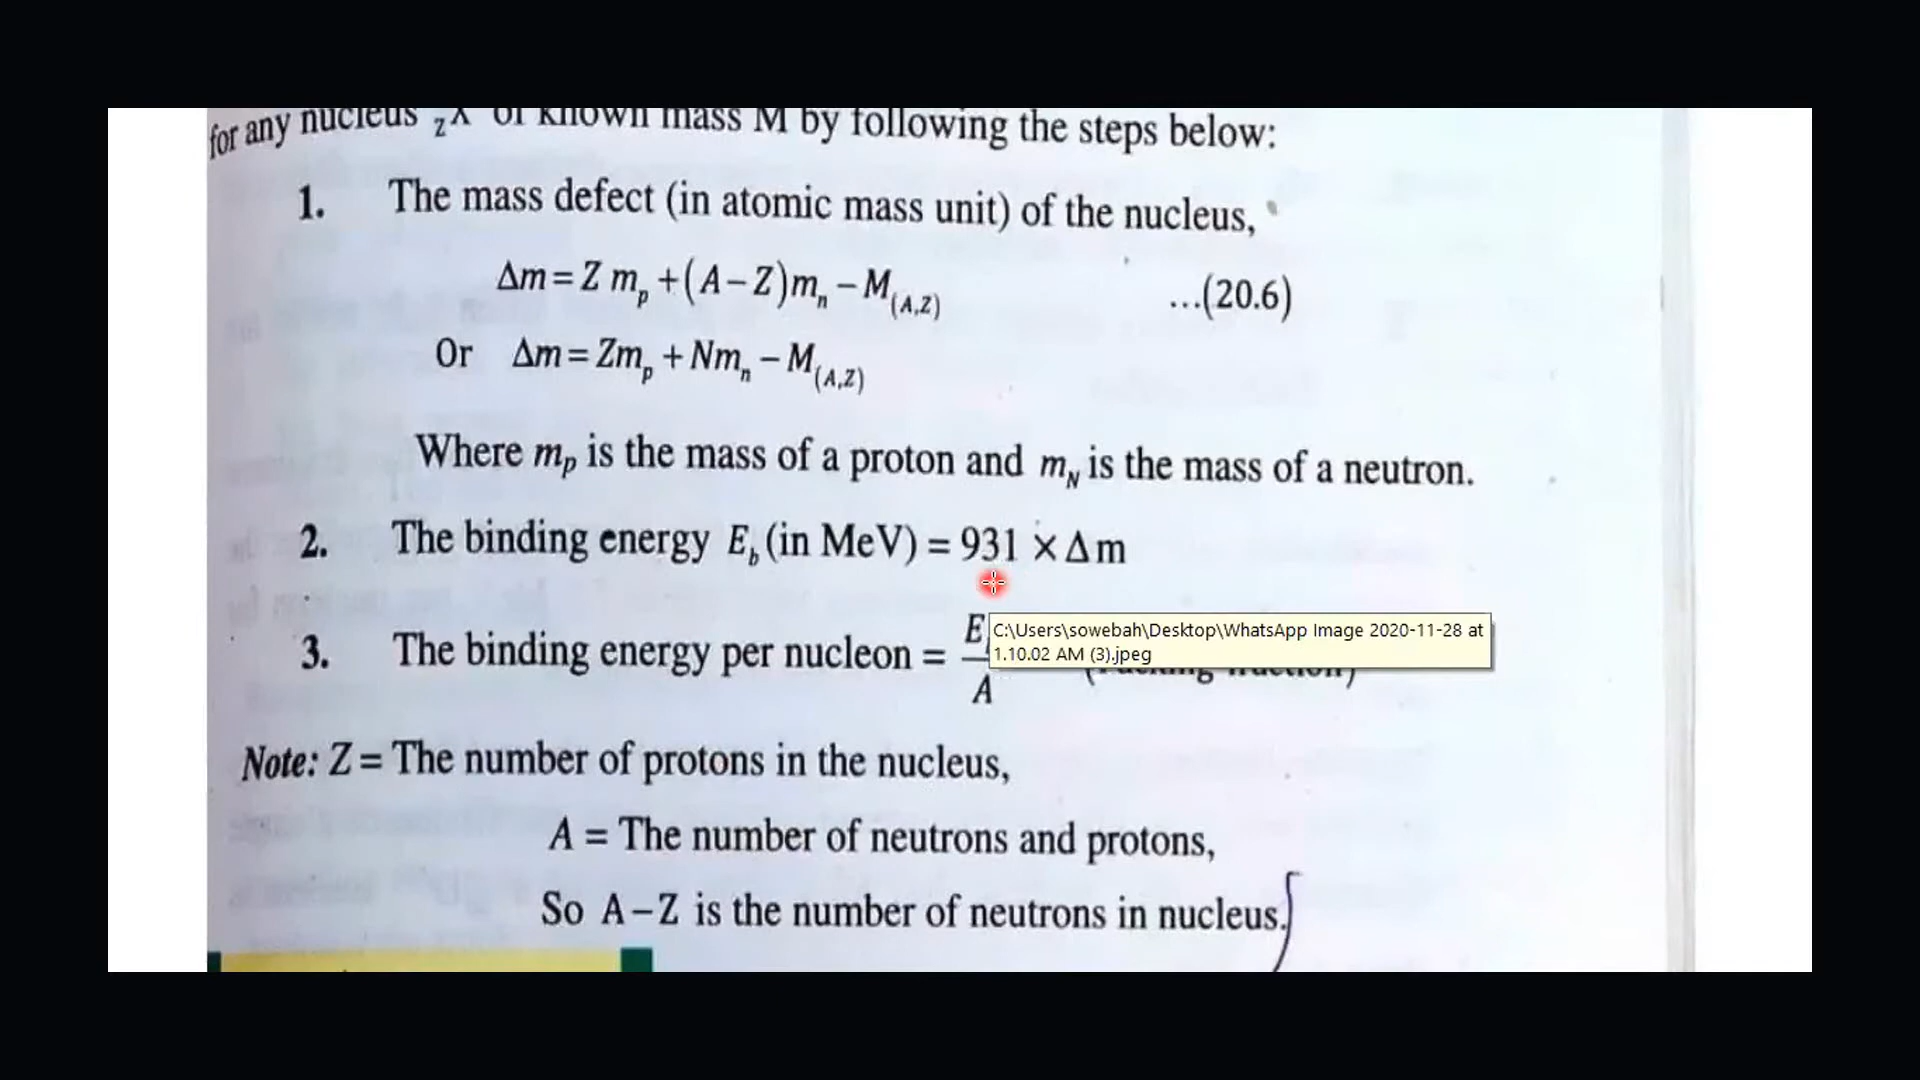 for any nucleus ZX of known mass M by following the steps below:
1. The mass defect (in atomic mass unit) of the nucleus,
Δm = Z mp + (A – Z)mn – M(A,Z) ...(20.6)
Or Δm = Zmp + Nmn – M(A,Z)
Where mp is the mass of a proton and mN is the mass of a neutron.
2. The binding energy Eb (in MeV) = 931 × Δm
3. The binding energy per nucleon = E/A
C:\Users\sowebah\Desktop\WhatsApp Image 2020-11-28 at
1.10.02 AM (3).jpeg
Note: Z = The number of protons in the nucleus,
A = The number of neutrons and protons,
So A – Z is the number of neutrons in nucleus.